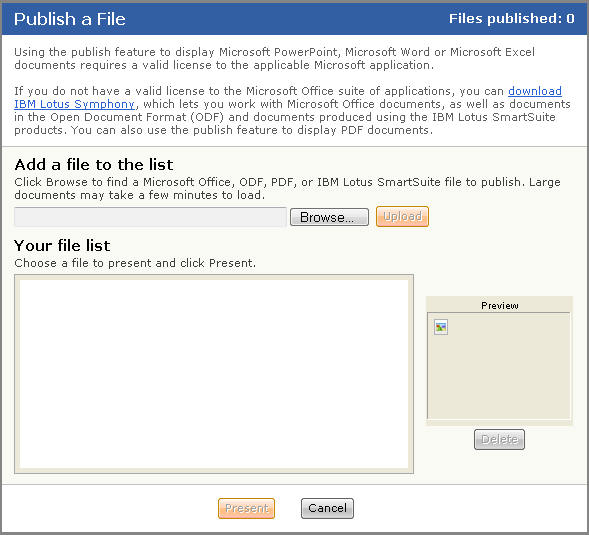 Publish a File
Files published: 0
Using the publish feature to display Microsoft PowerPoint, Microsoft Word or Microsoft Excel
documents requires a valid license to the applicable Microsoft application.
If you do not have a valid license to the Microsoft Office suite of applications, you can download
IBM Lotus Symphony, which lets you work with Microsoft Office documents, as well as documents
in the Open Document Format (ODF) and documents produced using the IBM Lotus SmartSuite
products. You can also use the publish feature to display PDF documents.
Add a file to the list
Click Browse to find a Microsoft Office, ODF, PDF, or IBM Lotus SmartSuite file to publish. Large
documents may take a few minutes to load.
Browse...
Upload
Your file list
Choose a file to present and click Present.
Preview
Delete
Present
Cancel